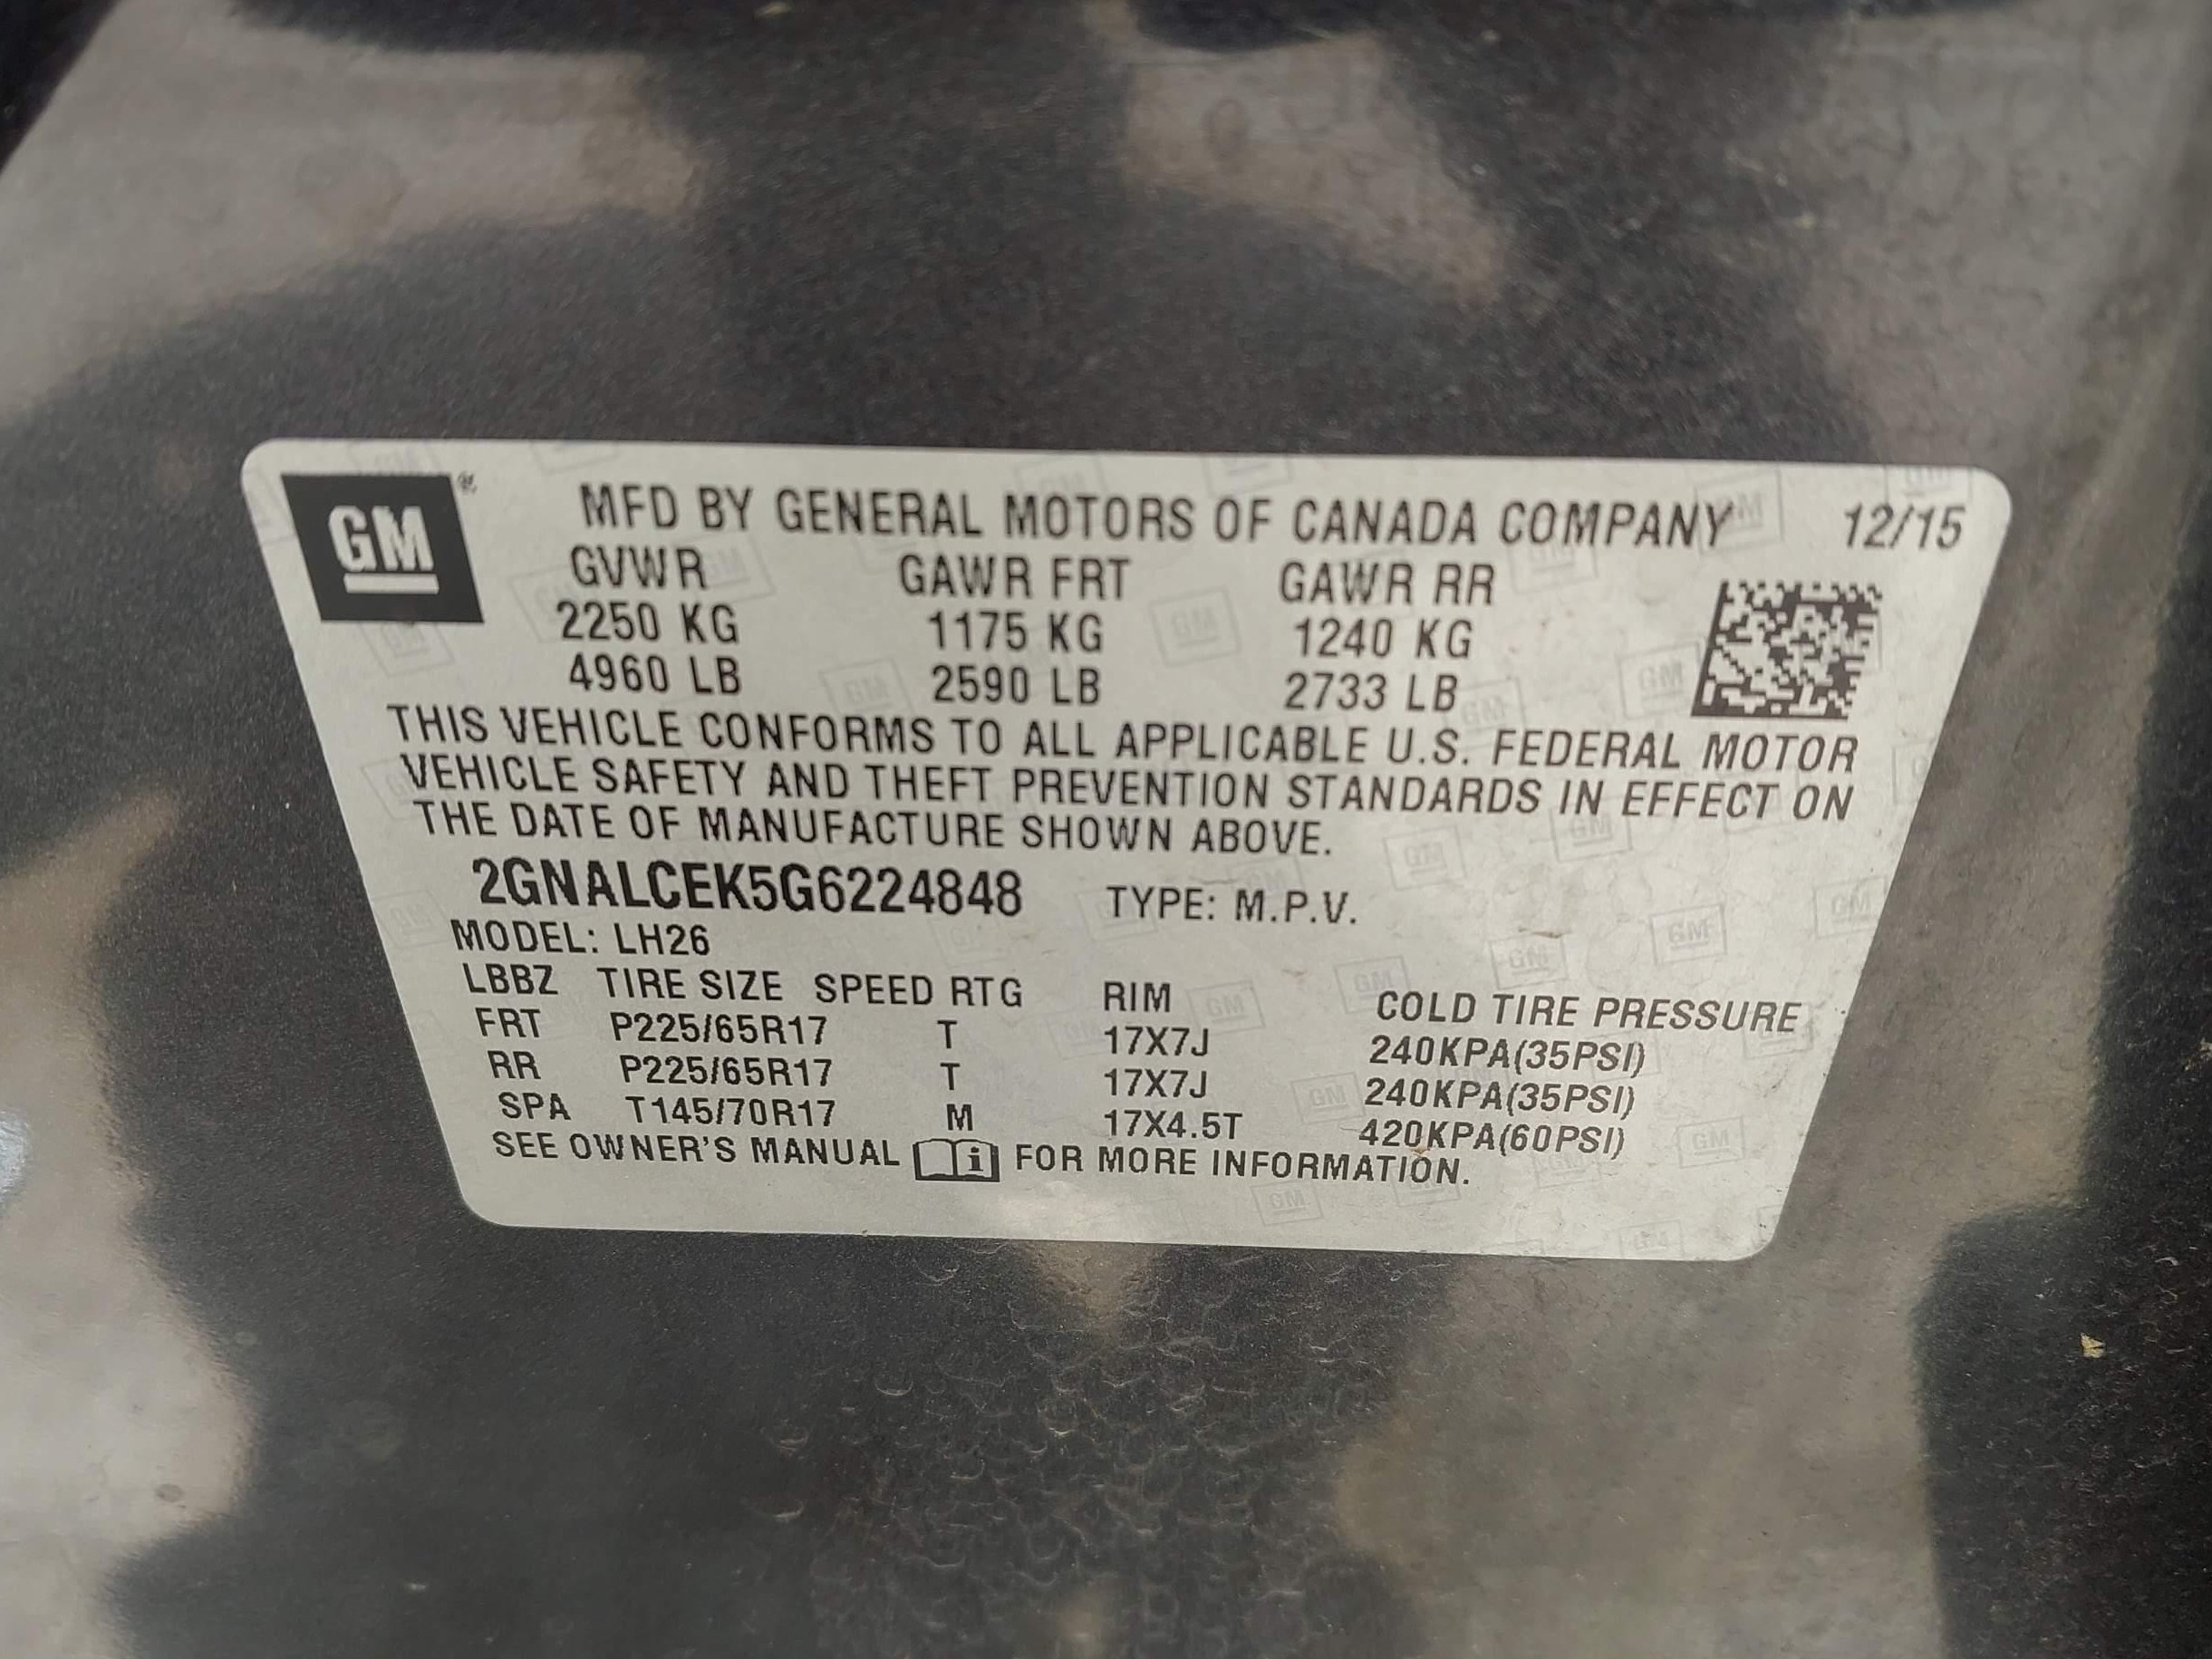 GM ®
MFD BY GENERAL MOTORS OF CANADA COMPANY 12/15
GVWR GAWR FRT GAWR RR
2250 KG 1175 KG 1240 KG
4960 LB 2590 LB 2733 LB
THIS VEHICLE CONFORMS TO ALL APPLICABLE U.S. FEDERAL MOTOR
VEHICLE SAFETY AND THEFT PREVENTION STANDARDS IN EFFECT ON
THE DATE OF MANUFACTURE SHOWN ABOVE.
2GNALCEK5G6224848 TYPE: M.P.V.
MODEL: LH26
LBBZ TIRE SIZE SPEED RTG RIM COLD TIRE PRESSURE
FRT P225/65R17 T 17X7J 240KPA(35PSI)
RR P225/65R17 T 17X7J 240KPA(35PSI)
SPA T145/70R17 M 17X4.5T 420KPA(60PSI)
SEE OWNER'S MANUAL i FOR MORE INFORMATION.